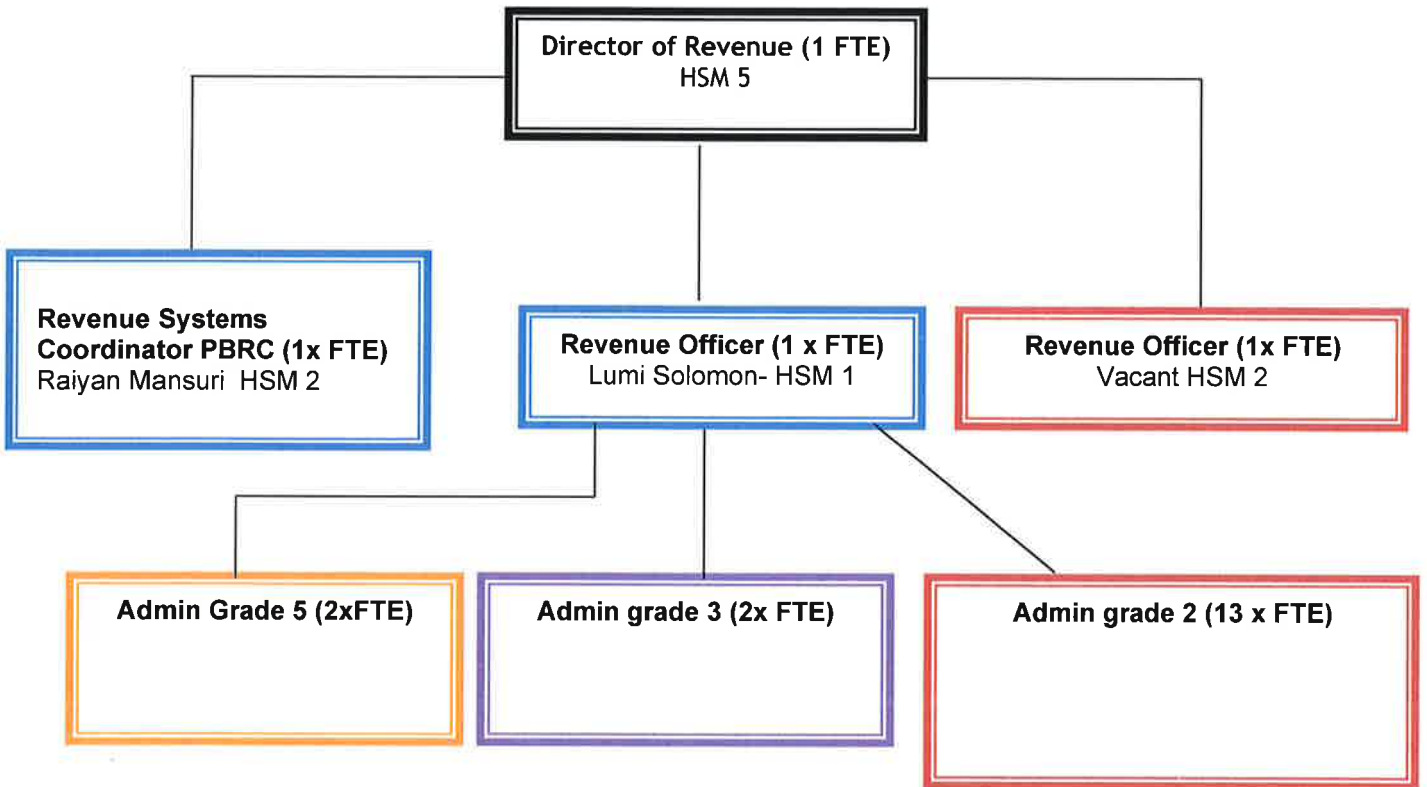 Director of Revenue (1 FTE)
HSM 5
Revenue Systems
Coordinator PBRC (1x FTE)
Raiyan Mansuri HSM 2
Revenue Officer (1 x FTE)
Lumi Solomon- HSM 1
Revenue Officer (1x FTE)
Vacant HSM 2
Admin Grade 5 (2xFTE)
Admin grade 3 (2x FTE)
Admin grade 2 (13 x FTE)